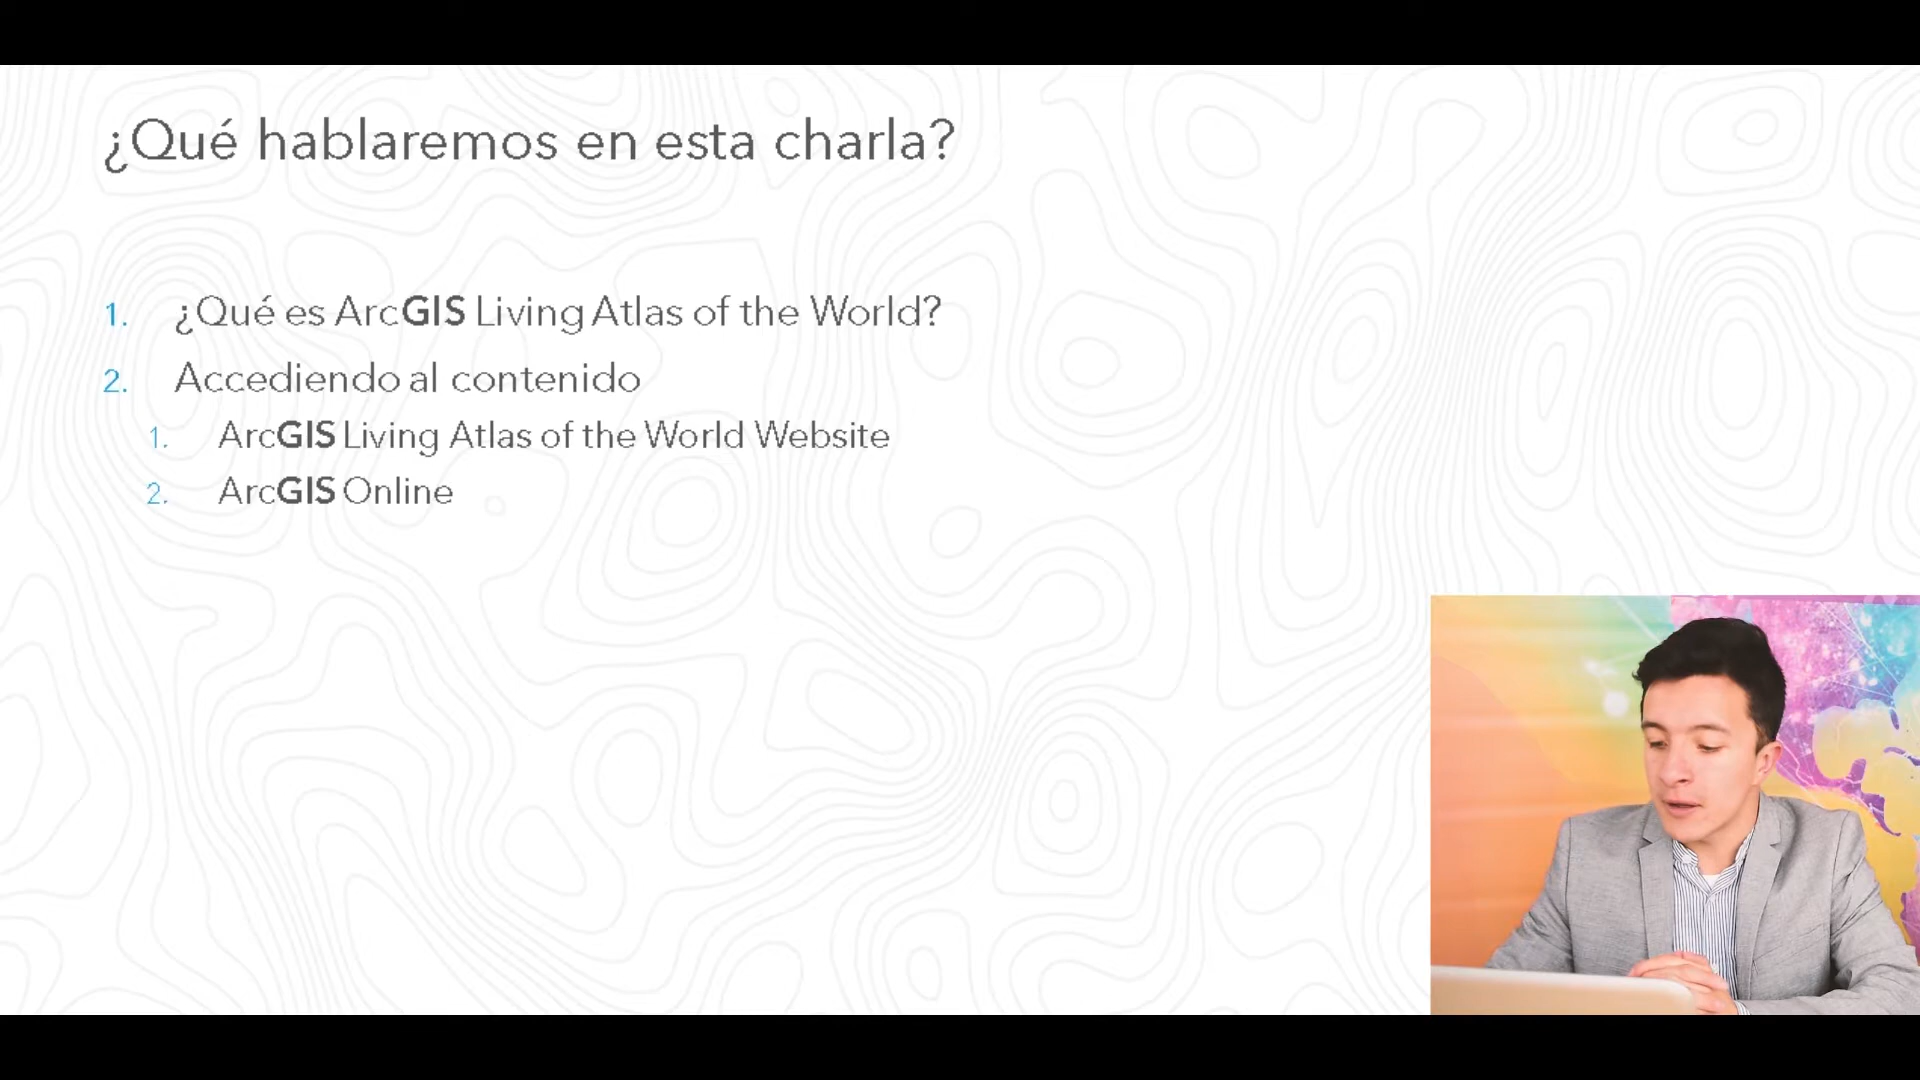 ¿Qué hablaremos en esta charla?
1. ¿Qué es ArcGIS Living Atlas of the World?
2. Accediendo al contenido
1. ArcGIS Living Atlas of the World Website
2. ArcGIS Online